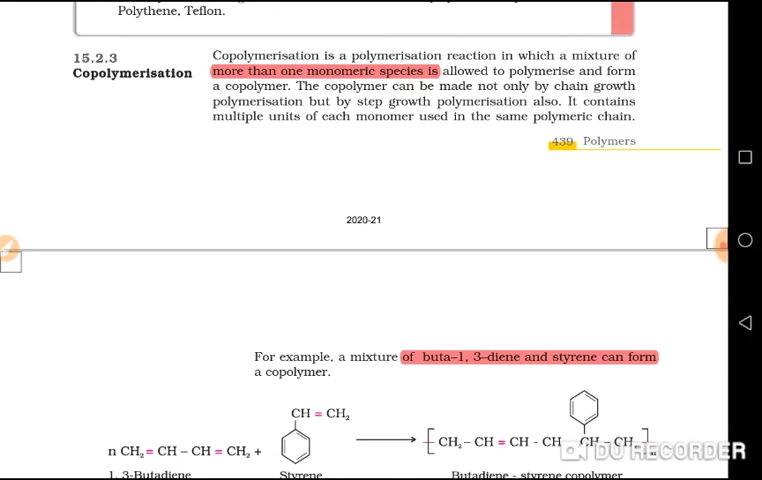 Polythene, Teflon.
15.2.3
Copolymerisation
Copolymerisation is a polymerisation reaction in which a mixture of
more than one monomeric species is allowed to polymerise and form
a copolymer. The copolymer can be made not only by chain growth
polymerisation but by step growth polymerisation also. It contains
multiple units of each monomer used in the same polymeric chain.
439 Polymers
2020-21
For example, a mixture of buta–1, 3–diene and styrene can form
a copolymer.
CH = CH₂
n CH₂ = CH – CH = CH₂ +
CH₂ – CH = CH - CH
CH – CH
DU RECORDER
1, 3-Butadiene
Styrene
Butadiene - styrene copolymer